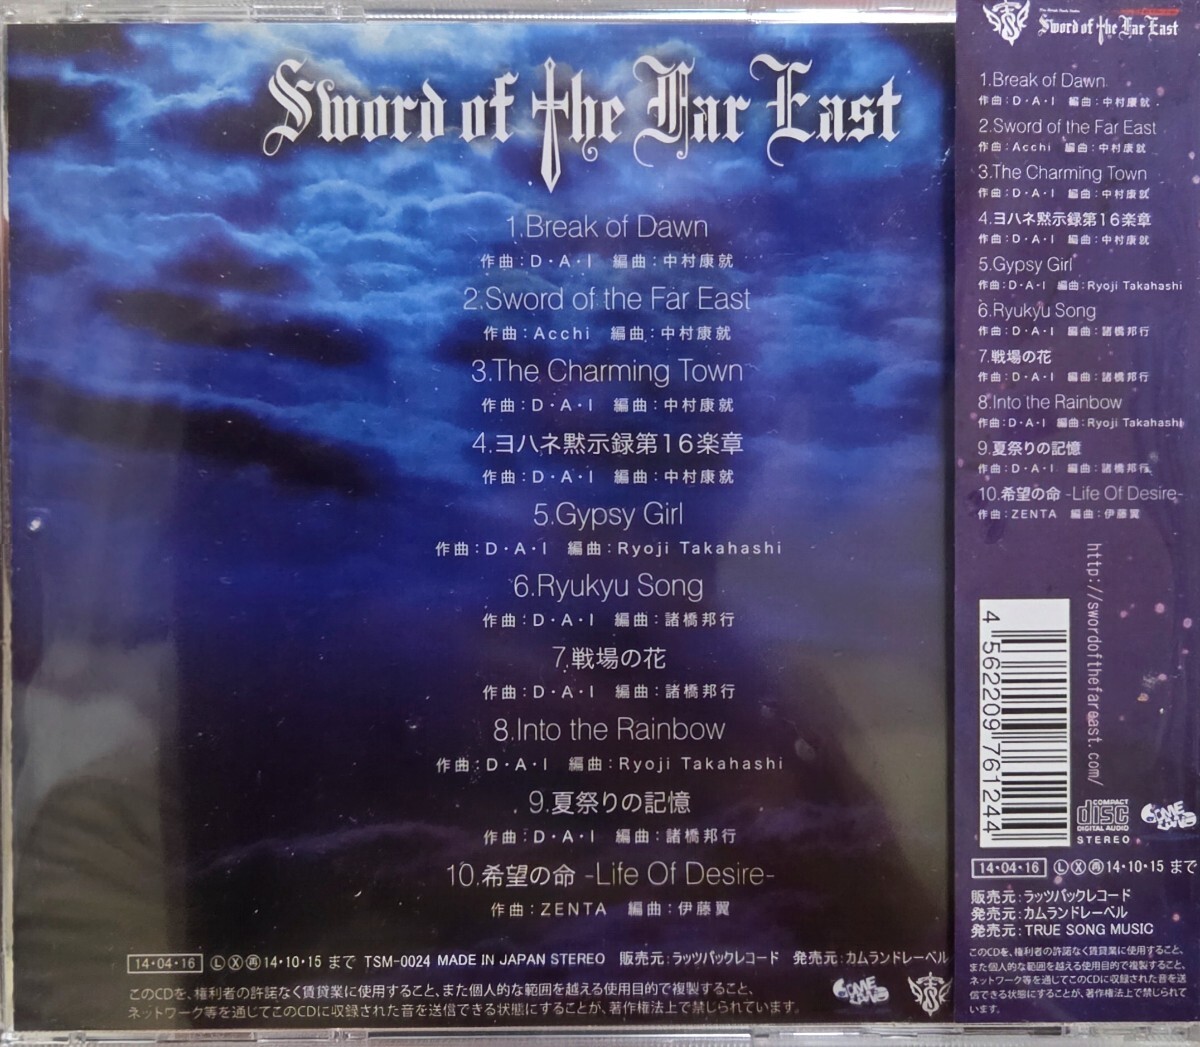 Sword of the Far East
1.Break of Dawn
作曲：D・A・I　編曲：中村康就
2.Sword of the Far East
作曲：Acchi　編曲：中村康就
3.The Charming Town
作曲：D・A・I　編曲：中村康就
4.ヨハネ黙示録第16楽章
作曲：D・A・I　編曲：中村康就
5.Gypsy Girl
作曲：D・A・I　編曲：Ryoji Takahashi
6.Ryukyu Song
作曲：D・A・I　編曲：諸橋邦行
7.戦場の花
作曲：D・A・I　編曲：諸橋邦行
8.Into the Rainbow
作曲：D・A・I　編曲：Ryoji Takahashi
9.夏祭りの記憶
作曲：D・A・I　編曲：諸橋邦行
10.希望の命 -Life Of Desire-
作曲：ZENTA　編曲：伊藤翼
14・04・16 Ⓛ Ⓧ ㊥14・10・15 まで TSM-0024 MADE IN JAPAN STEREO 販売元：ラッツパックレコード 発売元：カムランドレーベル
このCDを、権利者の許諾なく賃貸業に使用すること、また個人的な範囲を越える使用目的で複製すること、
ネットワーク等を通じてこのCDに収録された音を送信できる状態にすることが、著作権法上で禁じられています。
COME LAND
Sword of the Far East
1.Break of Dawn
作曲：D・A・I 編曲：中村康就
2.Sword of the Far East
作曲：Acchi 編曲：中村康就
3.The Charming Town
作曲：D・A・I 編曲：中村康就
4.ヨハネ黙示録第16楽章
作曲：D・A・I 編曲：中村康就
5.Gypsy Girl
作曲：D・A・I 編曲：Ryoji Takahashi
6.Ryukyu Song
作曲：D・A・I 編曲：諸橋邦行
7.戦場の花
作曲：D・A・I 編曲：諸橋邦行
8.Into the Rainbow
作曲：D・A・I 編曲：Ryoji Takahashi
9.夏祭りの記憶
作曲：D・A・I 編曲：諸橋邦行
10.希望の命 -Life Of Desire-
作曲：ZENTA 編曲：伊藤翼
http://swordofthefareast.com/
4 562209 761244
COMPACT disc DIGITAL AUDIO
STEREO
COME LAND
14・04・16 Ⓛ Ⓧ ㊥14・10・15 まで
販売元：ラッツパックレコード
発売元：カムランドレーベル
発売元：TRUE SONG MUSIC
このCDを、権利者の許諾なく賃貸業に使用すること、
また個人的な範囲を越える使用目的で複製すること、
ネットワーク等を通じてこのCDに収録された音を送信
できる状態にすることが、著作権法上で禁じられて
います。